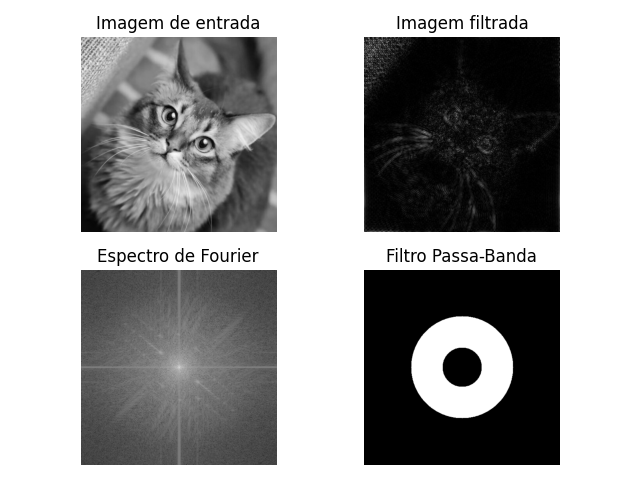 Imagem de entrada
Imagem filtrada
Espectro de Fourier
Filtro Passa-Banda